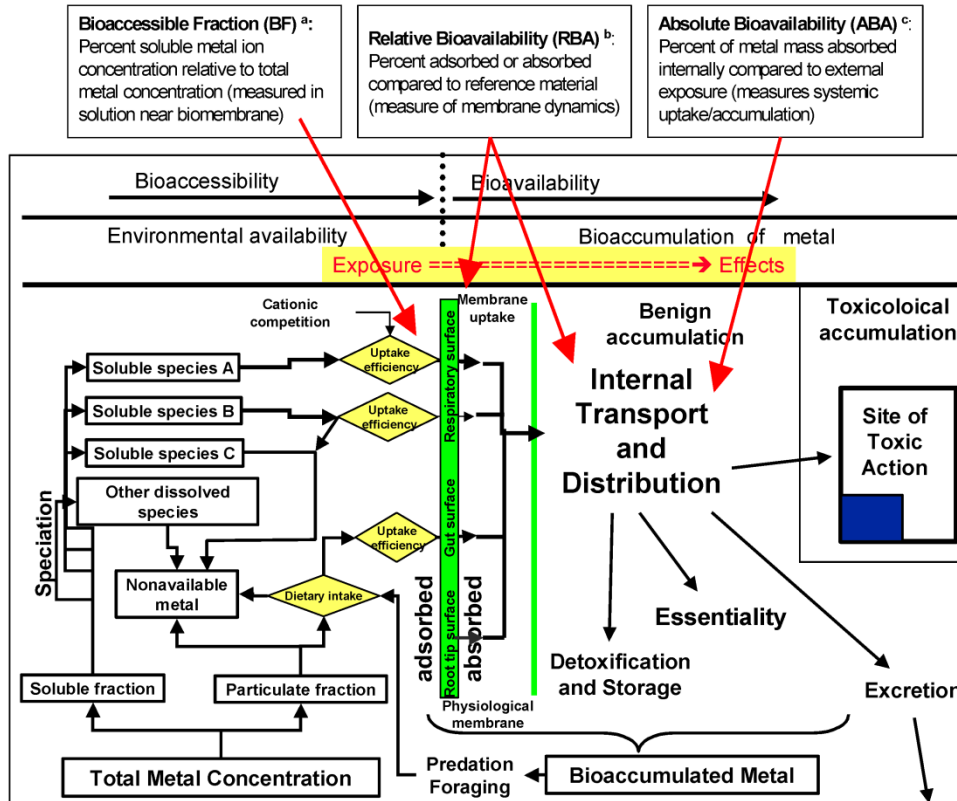 Bioaccessible Fraction (BF) a:
Percent soluble metal ion
concentration relative to total
metal concentration (measured in
solution near biomembrane)
Relative Bioavailability (RBA) b:
Percent adsorbed or absorbed
compared to reference material
(measure of membrane dynamics)
Absolute Bioavailability (ABA) c:
Percent of metal mass absorbed
internally compared to external
exposure (measures systemic
uptake/accumulation)
Bioaccessibility
Bioavailability
Environmental availability
Bioaccumulation of metal
Exposure ======================➔ Effects
Cationic
competition
Membrane
uptake
Benign
accumulation
Toxicoloical
accumulation
Soluble species A
Uptake
efficiency
Respiratory surface
Internal
Transport
and
Distribution
Soluble species B
Uptake
efficiency
Site of
Toxic
Action
Soluble species C
Other dissolved
species
Speciation
Uptake
efficiency
Gut surface
Nonavailable
metal
Dietary intake
adsorbed
absorbed
Root tip surface
Essentiality
Detoxification
and Storage
Excretion
Soluble fraction
Particulate fraction
Physiological
membrane
Total Metal Concentration
Predation
Foraging
Bioaccumulated Metal